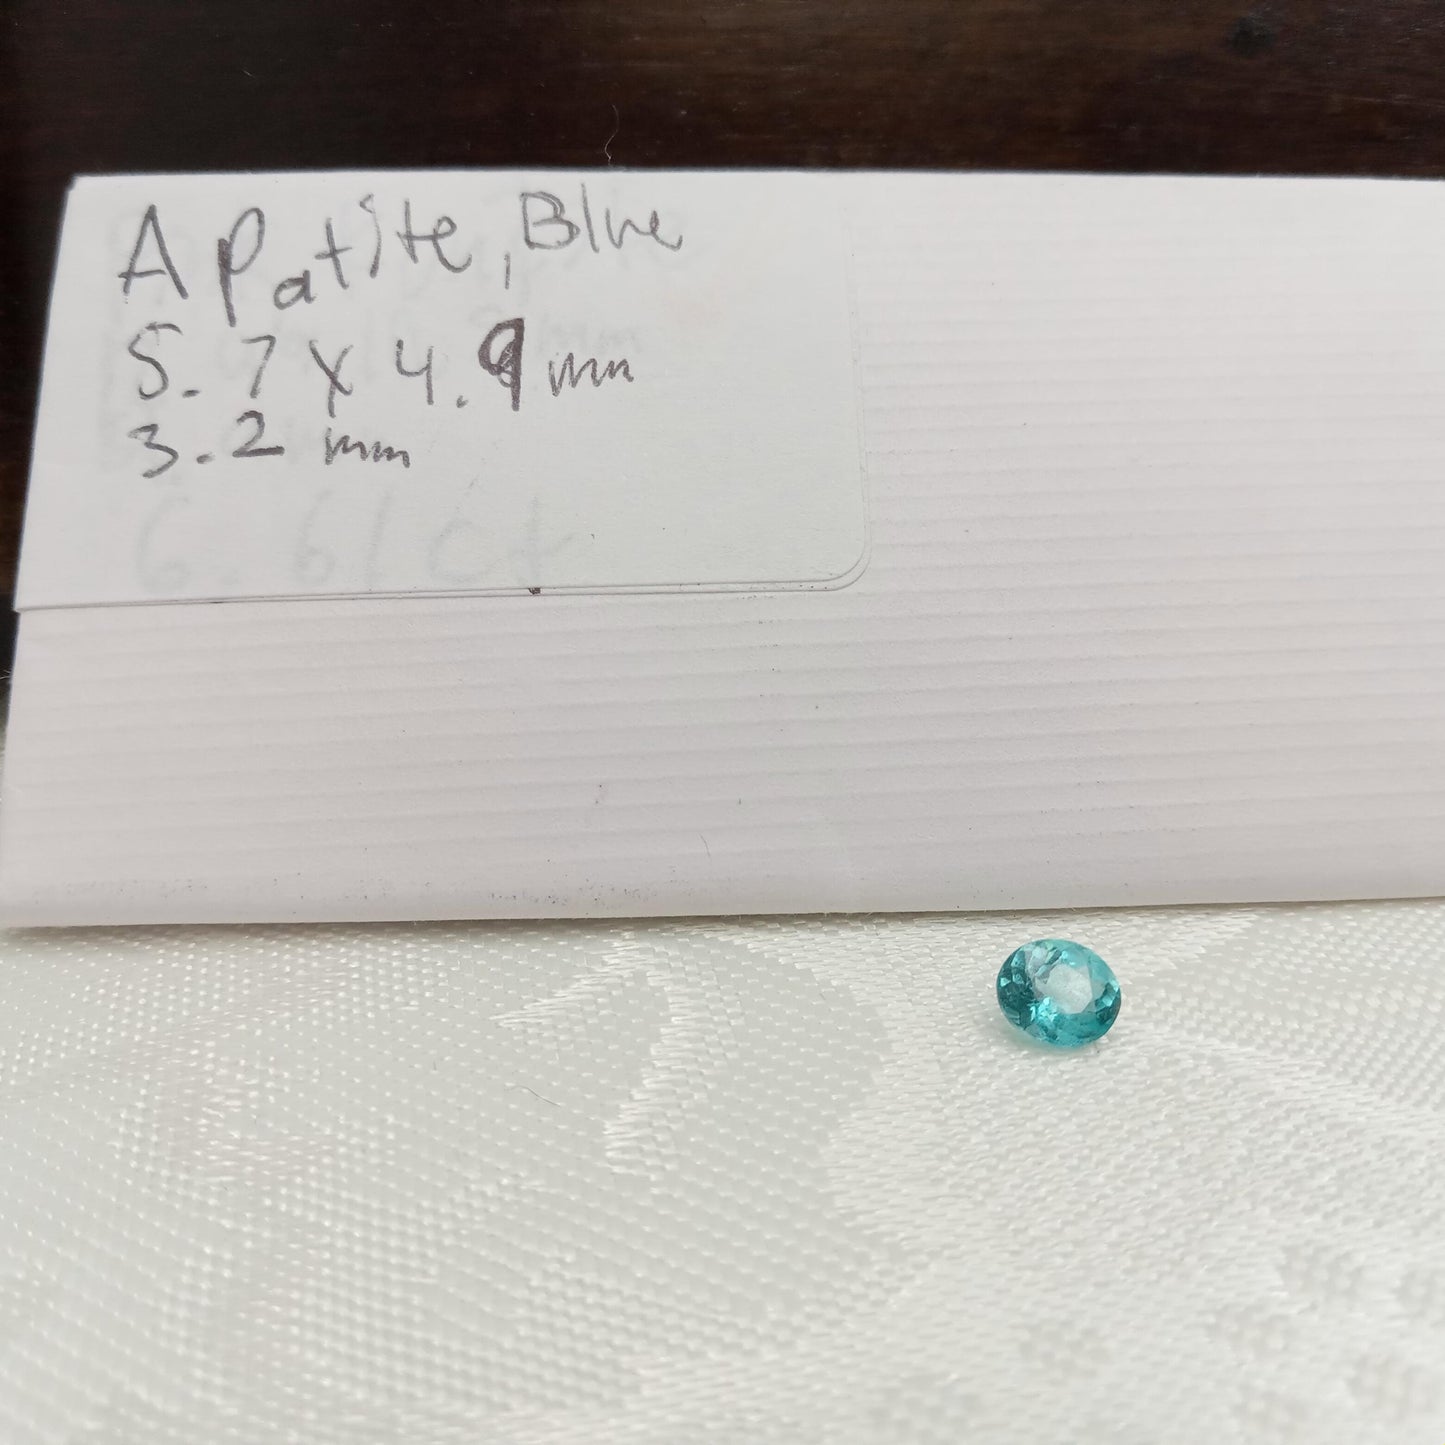 Apatite, Blue
5.7 x 4.9 mm
3.2 mm